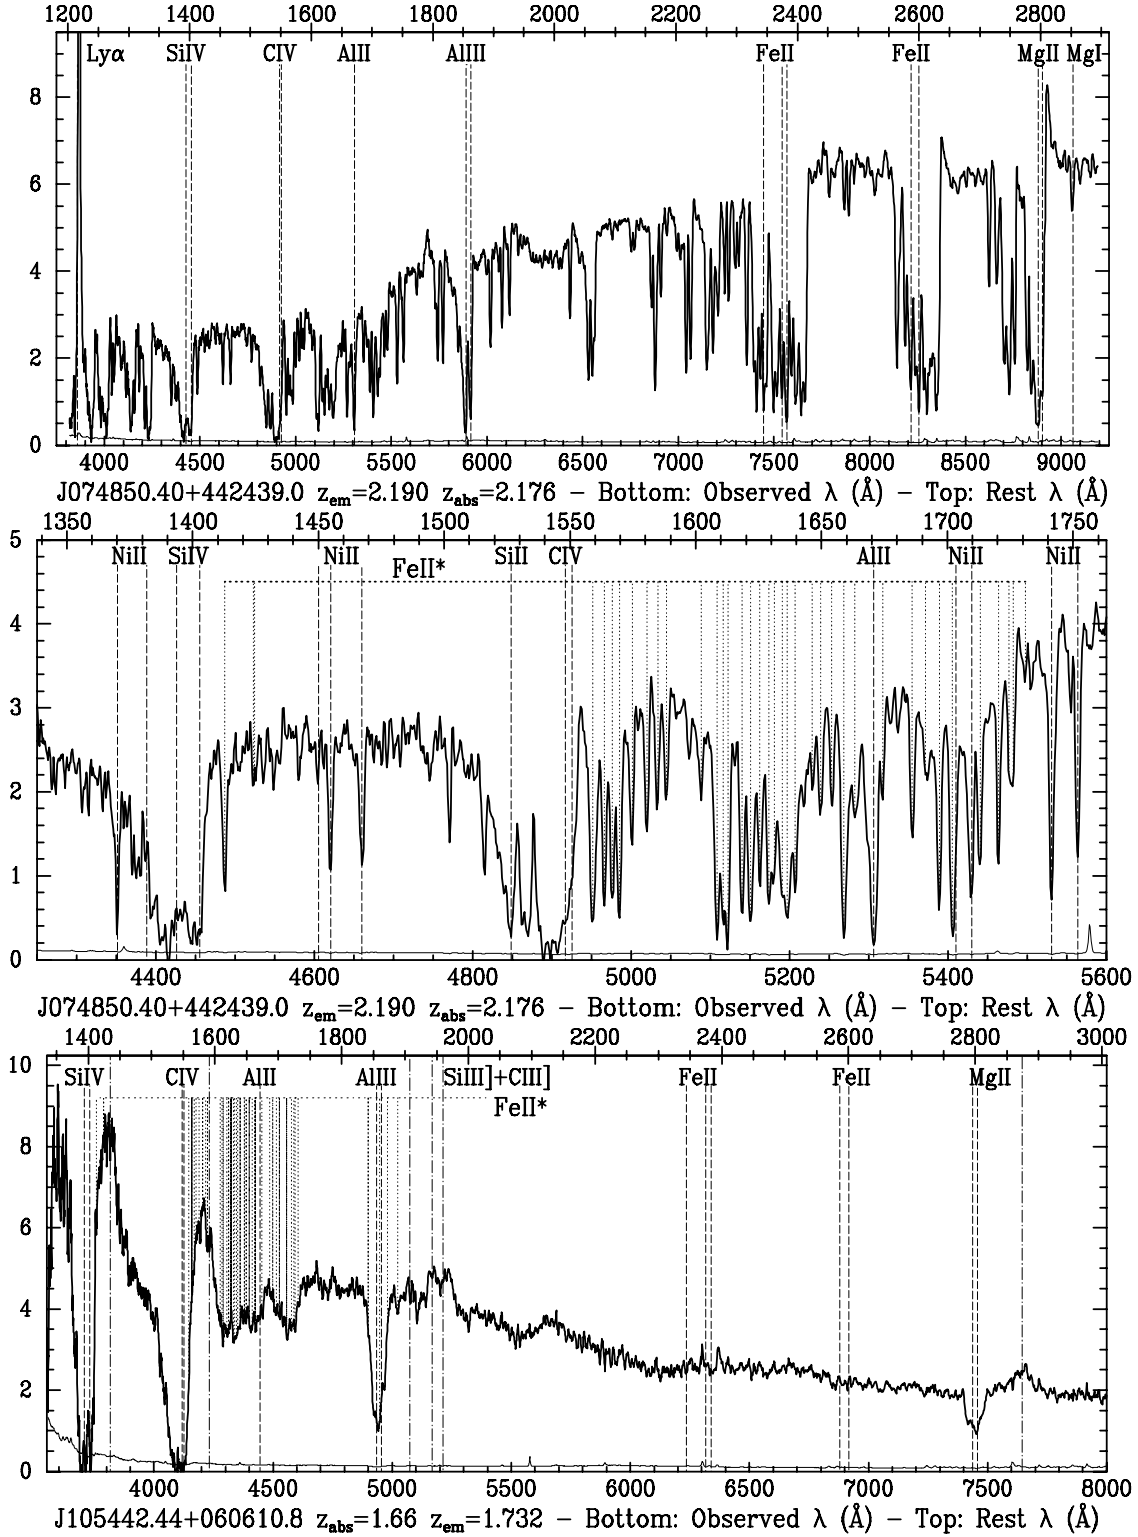 1200 1400 1600 1800 2000 2200 2400 2600 2800
Lyα SiIV CIV AlII AlIII FeII FeII MgII MgI
8
6
4
2
0
4000 4500 5000 5500 6000 6500 7000 7500 8000 8500 9000
J074850.40+442439.0 zem=2.190 zabs=2.176 – Bottom: Observed λ (Å) – Top: Rest λ (Å)
1350 1400 1450 1500 1550 1600 1650 1700 1750
5
NiII SiIV NiII SiII CIV AlII NiII NiII
FeII*
4
3
2
1
0
4400 4600 4800 5000 5200 5400 5600
J074850.40+442439.0 zem=2.190 zabs=2.176 – Bottom: Observed λ (Å) – Top: Rest λ (Å)
1400 1600 1800 2000 2200 2400 2600 2800 3000
10
SiIV CIV AlII AlIII SiIII]+CIII] FeII FeII MgII
FeII*
8
6
4
2
0
4000 4500 5000 5500 6000 6500 7000 7500 8000
J105442.44+060610.8 zabs=1.66 zem=1.732 – Bottom: Observed λ (Å) – Top: Rest λ (Å)